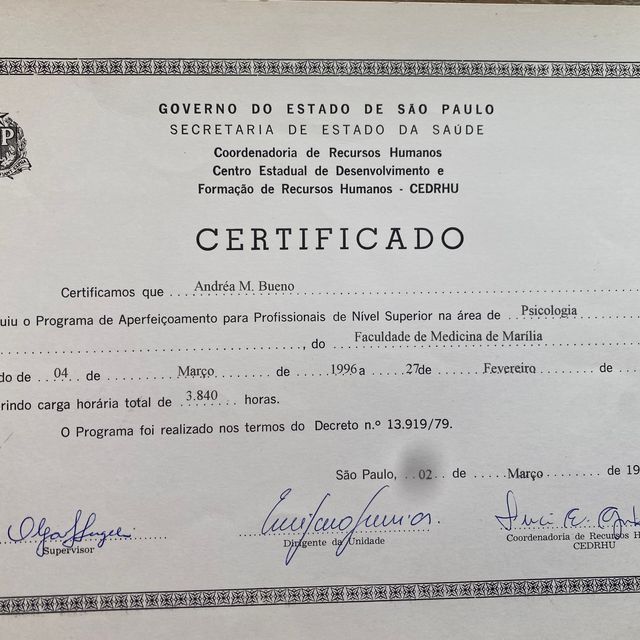 GOVERNO DO ESTADO DE SÃO PAULO
SECRETARIA DE ESTADO DA SAÚDE
Coordenadoria de Recursos Humanos
Centro Estadual de Desenvolvimento e
Formação de Recursos Humanos - CEDRHU
CERTIFICADO
Certificamos que Andréa M. Bueno
uiu o Programa de Aperfeiçoamento para Profissionais de Nível Superior na área de Psicologia
, do Faculdade de Medicina de Marília
do de 04 de Março de 1996 a 27 de Fevereiro de
rindo carga horária total de 3.840 horas.
O Programa foi realizado nos termos do Decreto n.º 13.919/79.
São Paulo, 02 de Março de 19
Supervisor
Dirigente da Unidade
Coordenadoria de Recursos H
CEDRHU